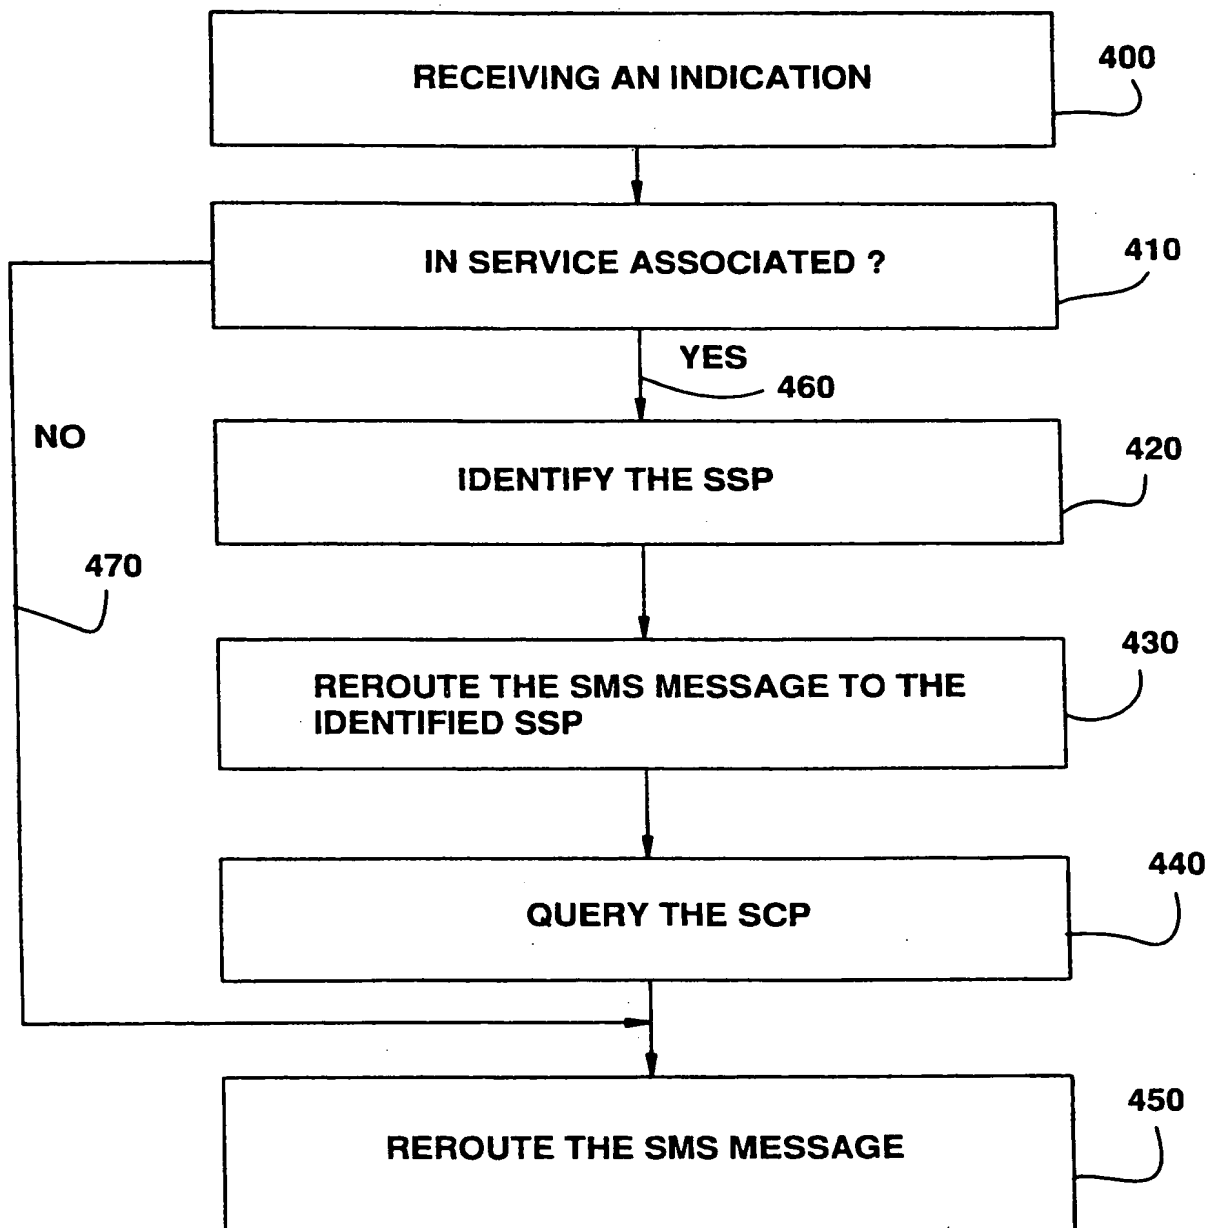 RECEIVING AN INDICATION
400
IN SERVICE ASSOCIATED ?
410
YES
460
NO
IDENTIFY THE SSP
420
470
REROUTE THE SMS MESSAGE TO THE
IDENTIFIED SSP
430
QUERY THE SCP
440
REROUTE THE SMS MESSAGE
450